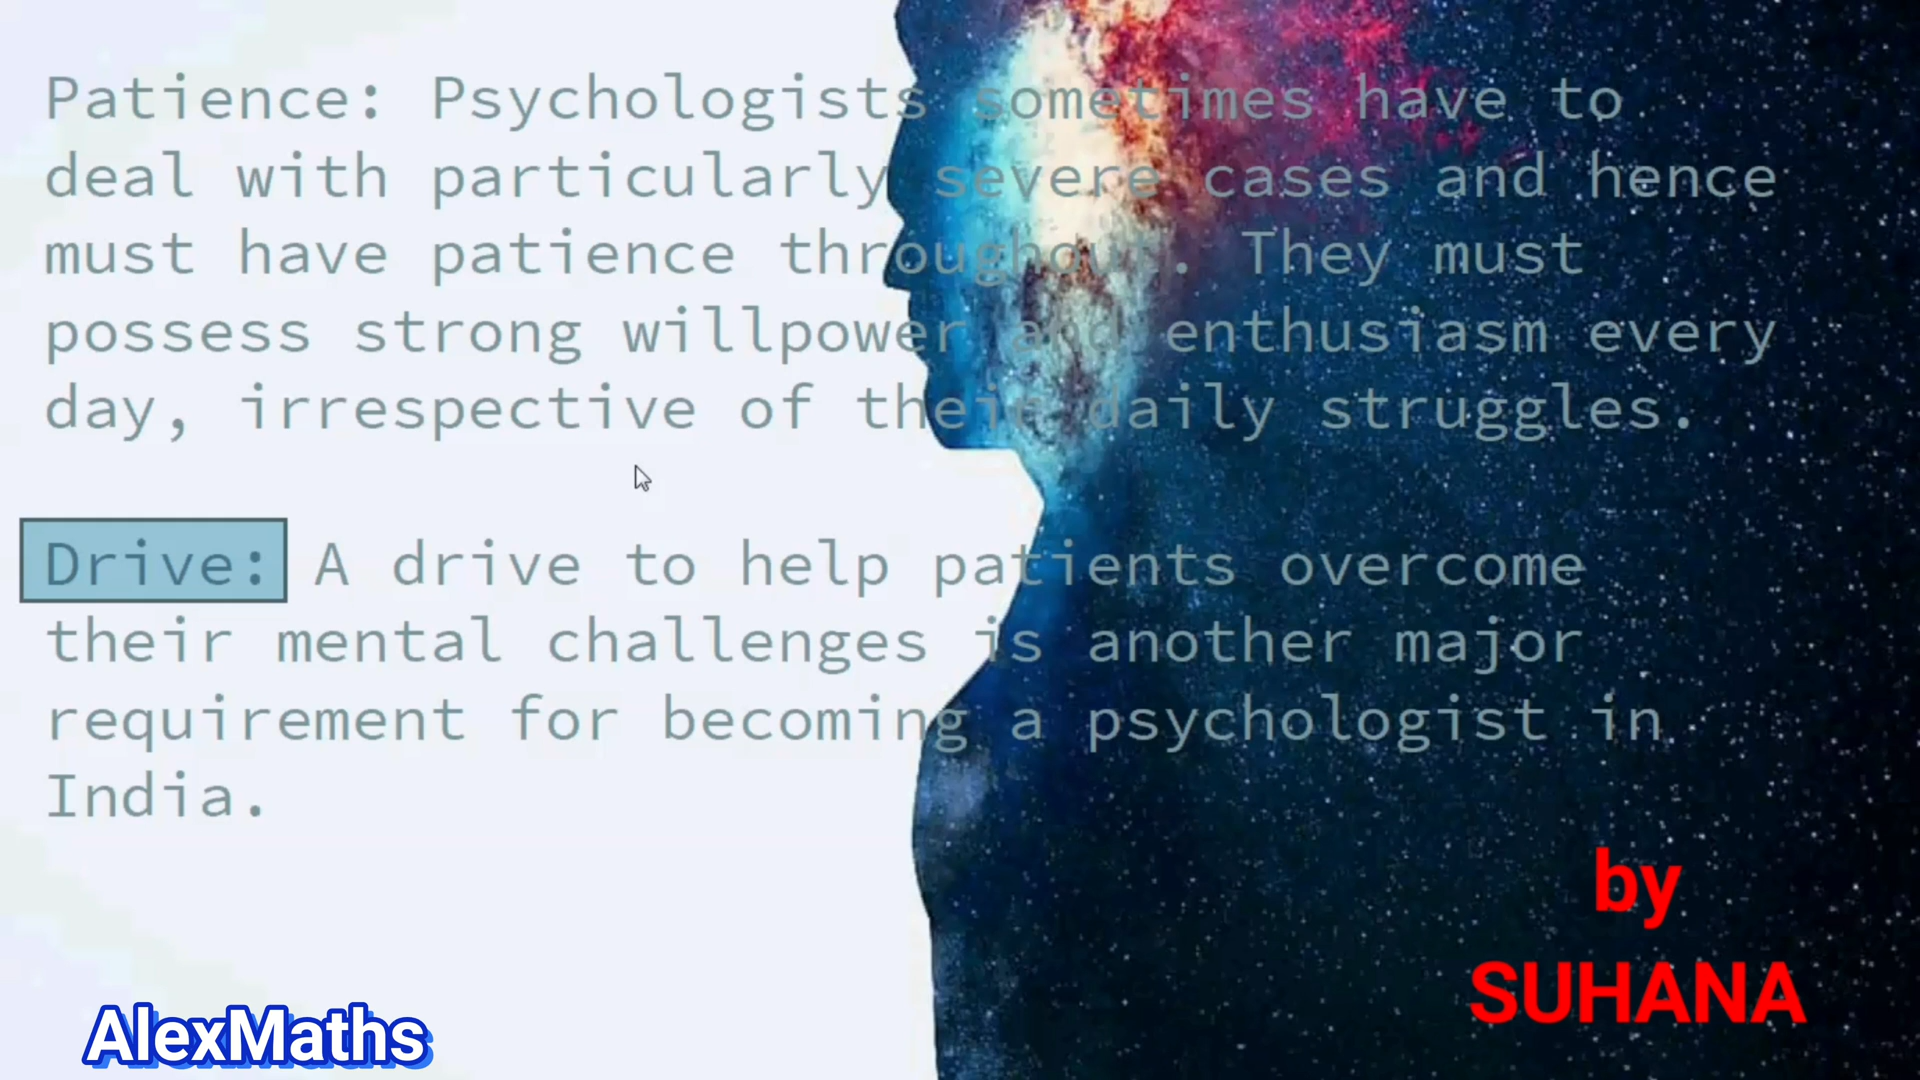 Patience: Psychologists sometimes have to
deal with particularly severe cases and hence
must have patience throughout. They must
possess strong willpower and enthusiasm every
day, irrespective of their daily struggles.
Drive: A drive to help patients overcome
their mental challenges is another major
requirement for becoming a psychologist in
India.
by
SUHANA
AlexMaths